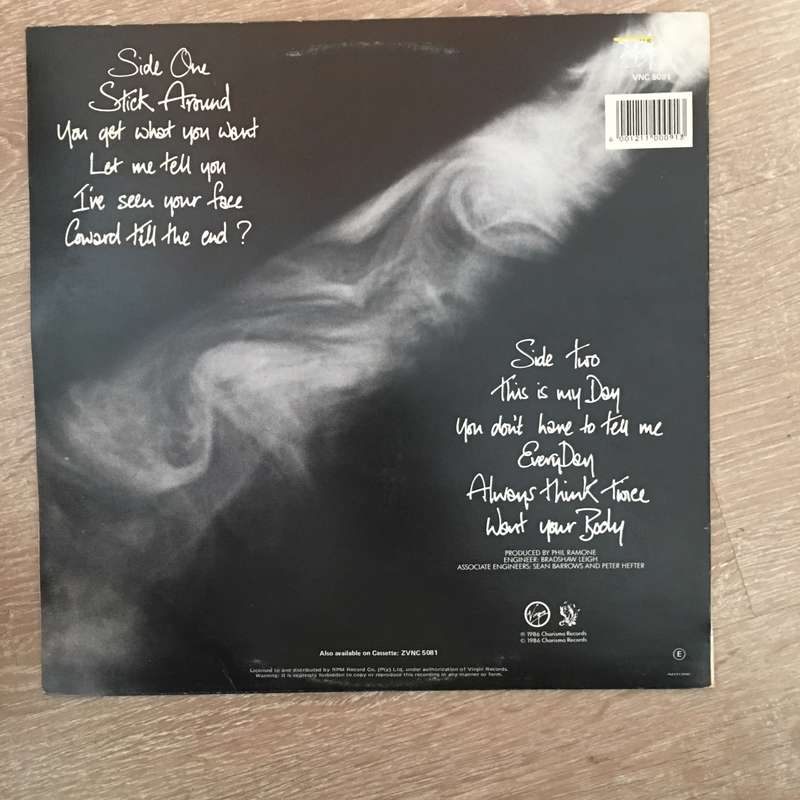 Side One
Stick Around
You get what you want
Let me tell you
I've seen your face
Coward till the end ?
VNC 5081
6 001211 000913
Side two
This is my Day
You don't have to tell me
EveryDay
Always think twice
Want your Body
PRODUCED BY PHIL RAMONE
ENGINEER: BRADSHAW LEIGH
ASSOCIATE ENGINEERS: SEAN BARROWS AND PETER HEFTER
Virgin
℗ 1986 Charisma Records
© 1986 Charisma Records
Also available on Cassette: ZVNC 5081
E
Licensed to and distributed by RPM Record Co. (Pty) Ltd. under authorization of Virgin Records.
Warning: It is expressly forbidden to copy or reproduce this recording in any manner or form.